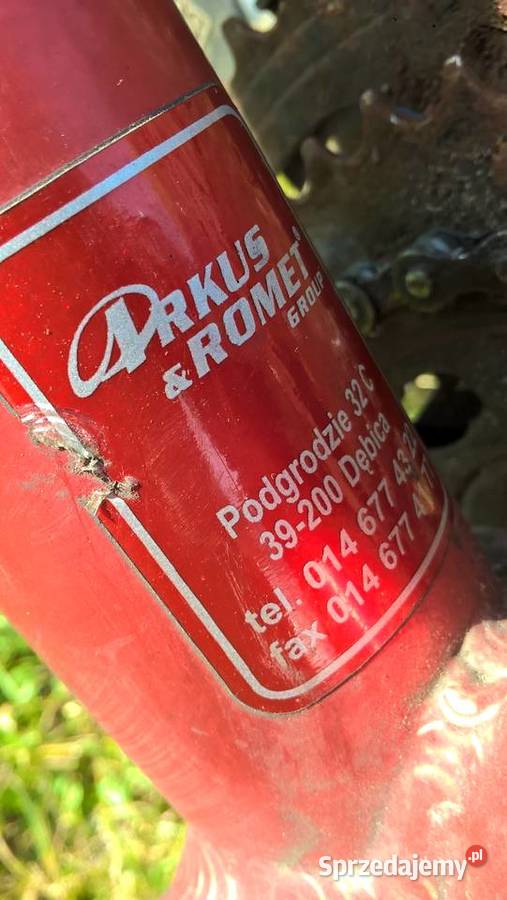 ARKUS
& ROMET
GROUP
Podgrodzie 32 C
39-200 Dębica
tel. 014 677
fax 014 677
Sprzedajemy.pl